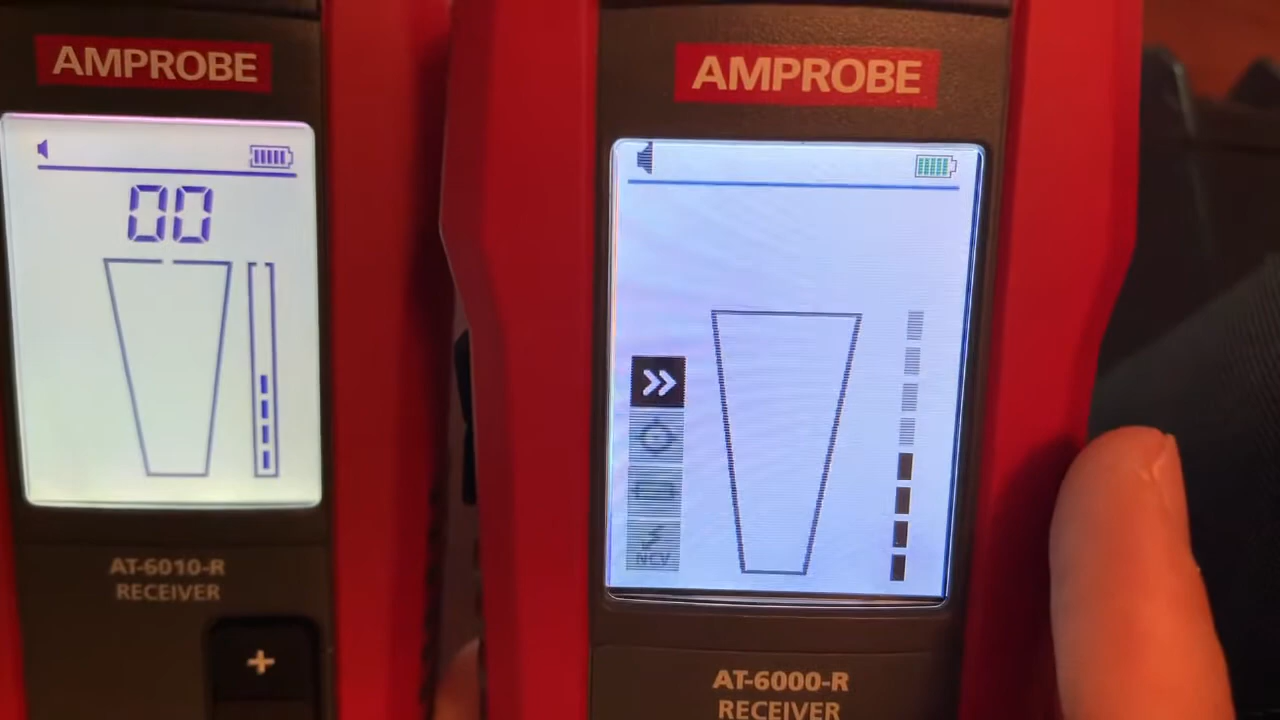 AMPROBE
00
AT-6010-R
RECEIVER
+
AMPROBE
NCV
AT-6000-R
RECEIVER